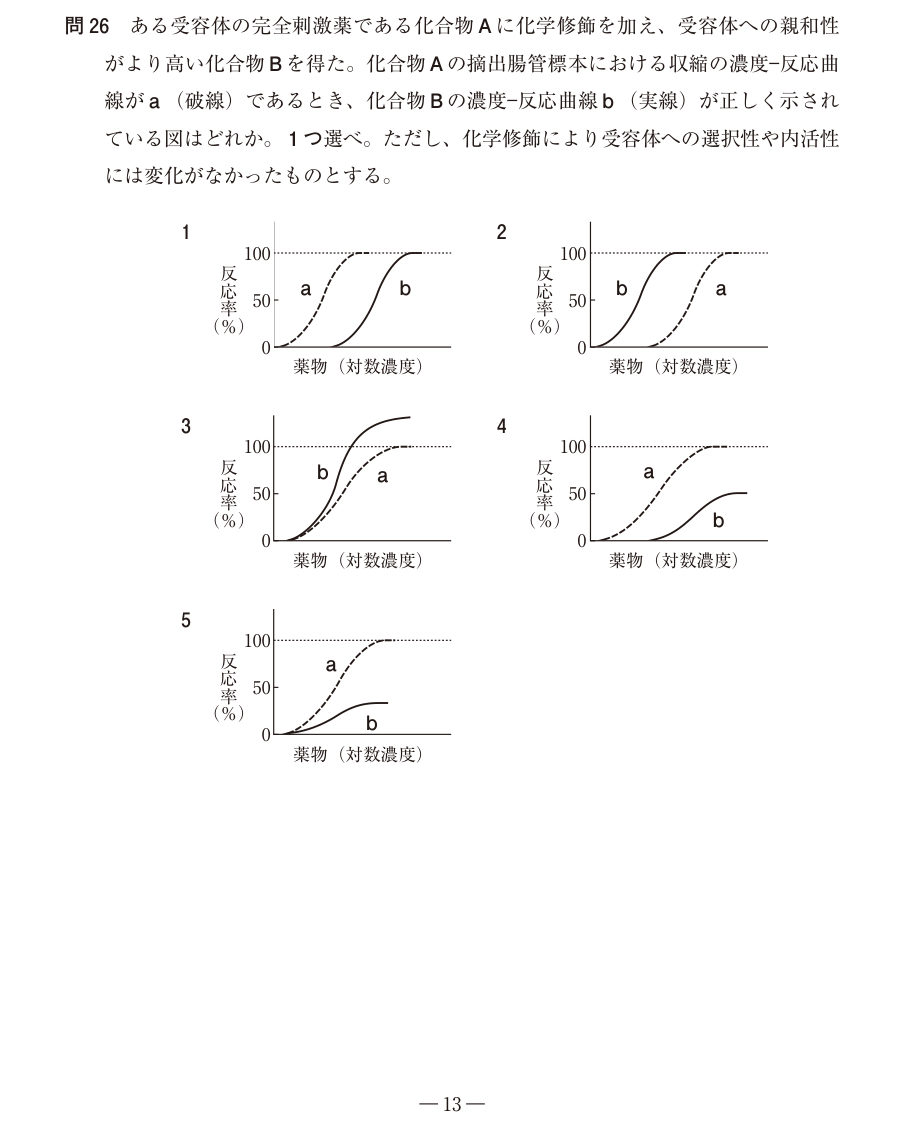 問 26　ある受容体の完全刺激薬である化合物 A に化学修飾を加え、受容体への親和性
がより高い化合物 B を得た。化合物 A の摘出腸管標本における収縮の濃度−反応曲
線が a （破線）であるとき、化合物 B の濃度−反応曲線 b （実線）が正しく示され
ている図はどれか。1つ選べ。ただし、化学修飾により受容体への選択性や内活性
には変化がなかったものとする。
1
反応率（%）
100
50
0
a
b
薬物（対数濃度）
2
反応率（%）
100
50
0
b
a
薬物（対数濃度）
3
反応率（%）
100
50
0
b
a
薬物（対数濃度）
4
反応率（%）
100
50
0
a
b
薬物（対数濃度）
5
反応率（%）
100
50
0
a
b
薬物（対数濃度）
— 13 —